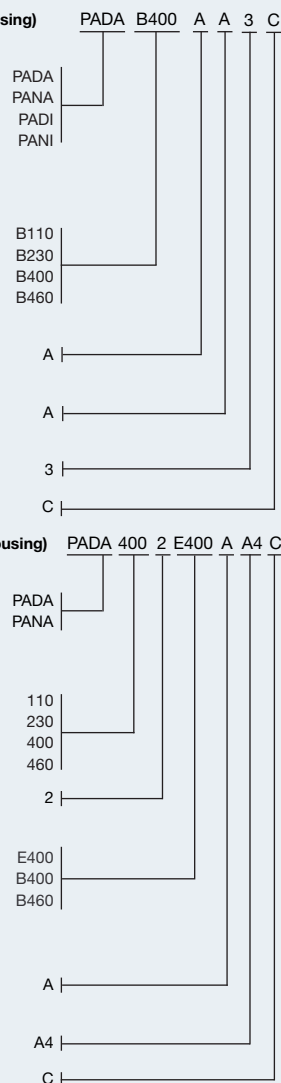 sing) PADA B400 A A 3 C
PADA
PANA
PADI
PANI
B110
B230
B400
B460
A
A
3
C
ousing) PADA 400 2 E400 A A4 C
PADA
PANA
110
230
400
460
2
E400
B400
B460
A
A4
C